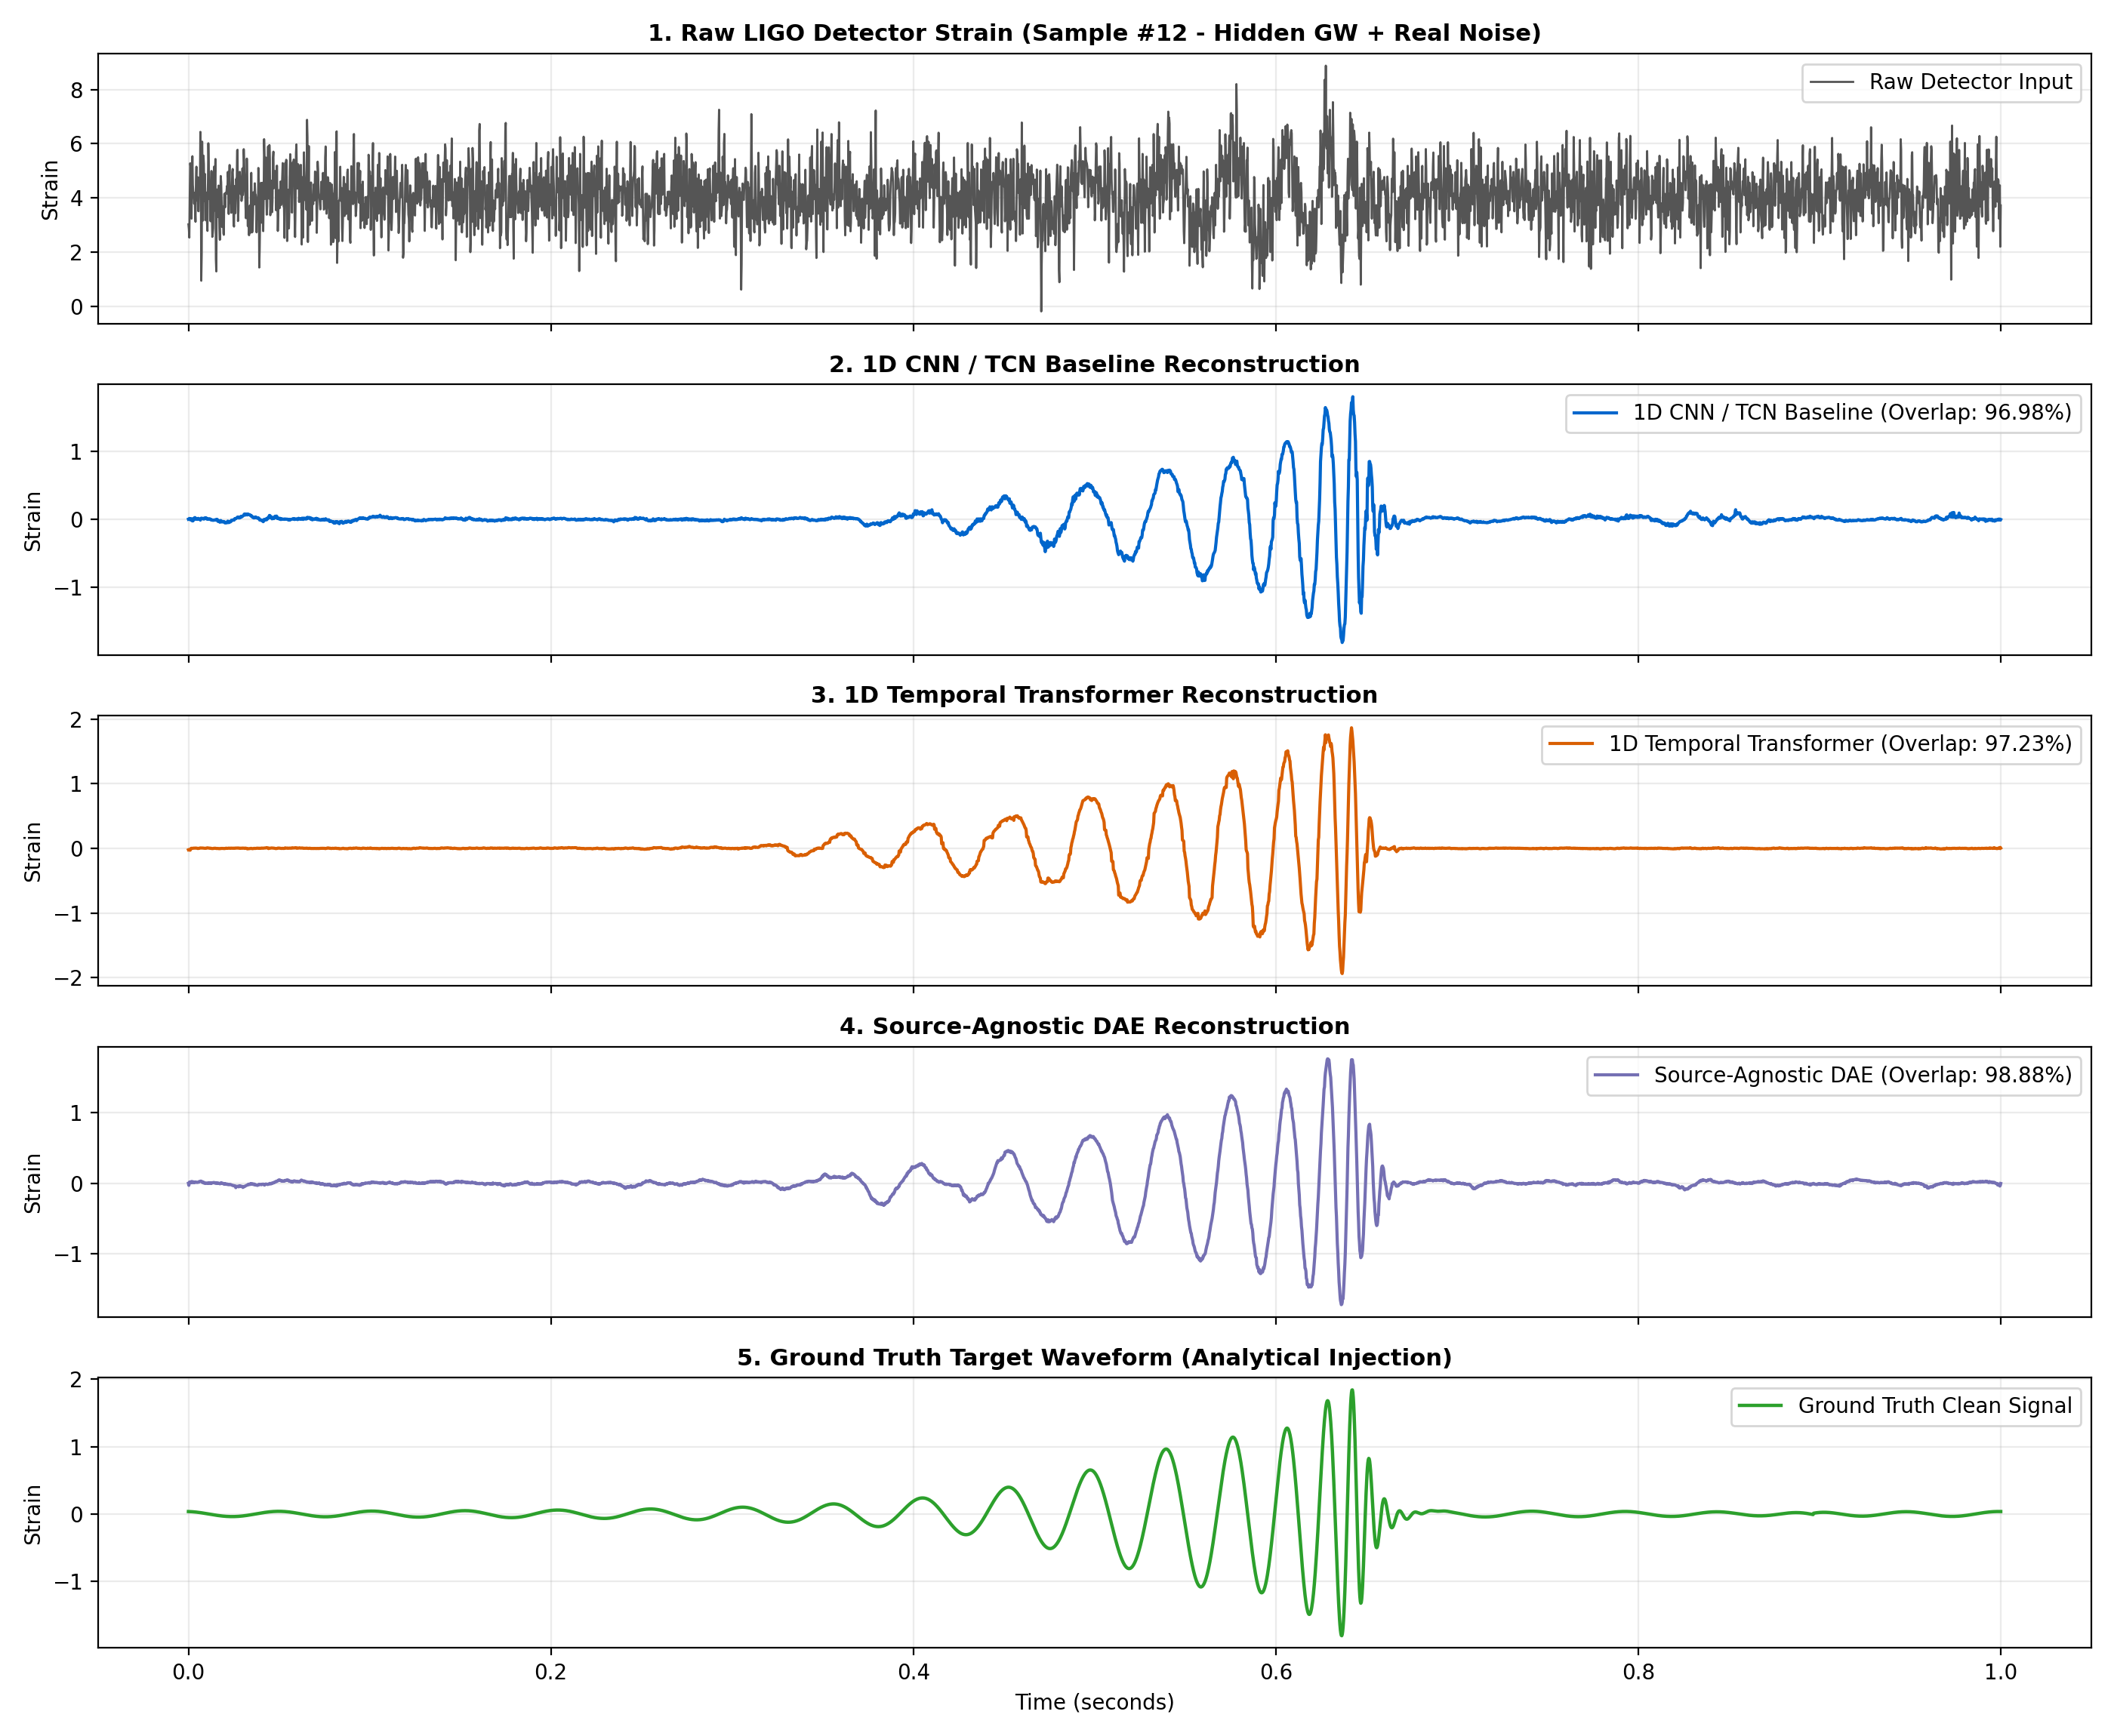 1. Raw LIGO Detector Strain (Sample #12 - Hidden GW + Real Noise)
Raw Detector Input
Strain
8
6
4
2
0
2. 1D CNN / TCN Baseline Reconstruction
1D CNN / TCN Baseline (Overlap: 96.98%)
Strain
1
0
−1
3. 1D Temporal Transformer Reconstruction
1D Temporal Transformer (Overlap: 97.23%)
Strain
2
1
0
−1
−2
4. Source-Agnostic DAE Reconstruction
Source-Agnostic DAE (Overlap: 98.88%)
Strain
1
0
−1
5. Ground Truth Target Waveform (Analytical Injection)
Ground Truth Clean Signal
Strain
2
1
0
−1
0.0 0.2 0.4 0.6 0.8 1.0
Time (seconds)